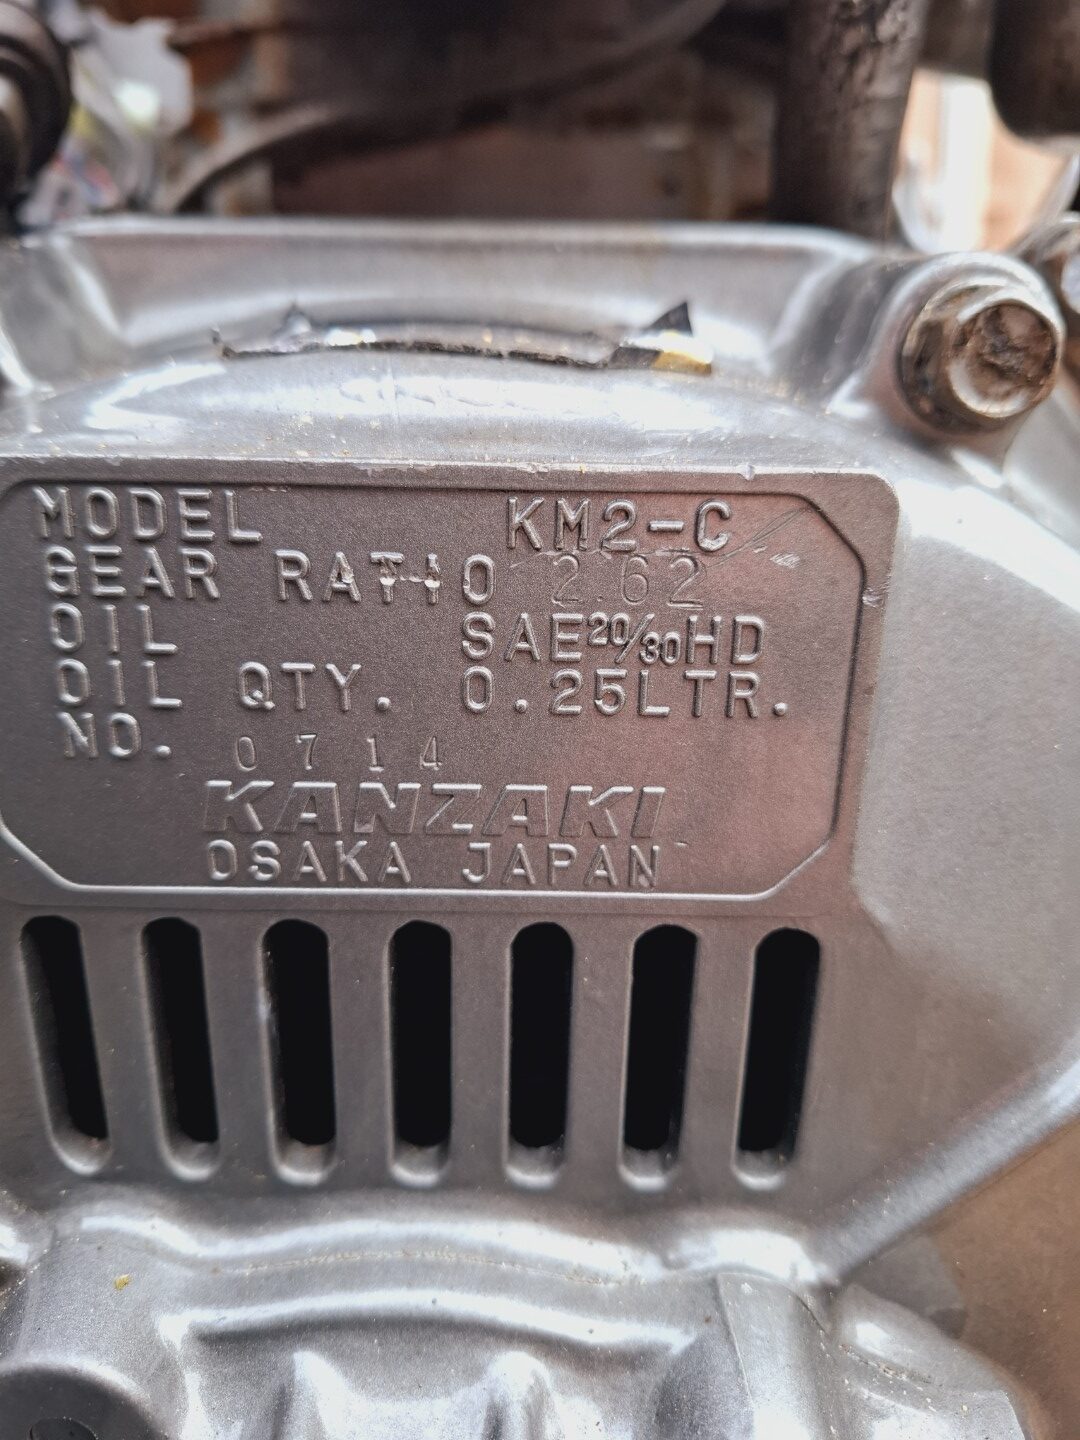 MODEL KM2-C
GEAR RATIO 2.62
OIL SAE20/30HD
OIL QTY. 0.25LTR.
NO. 0714
KANZAKI
OSAKA JAPAN